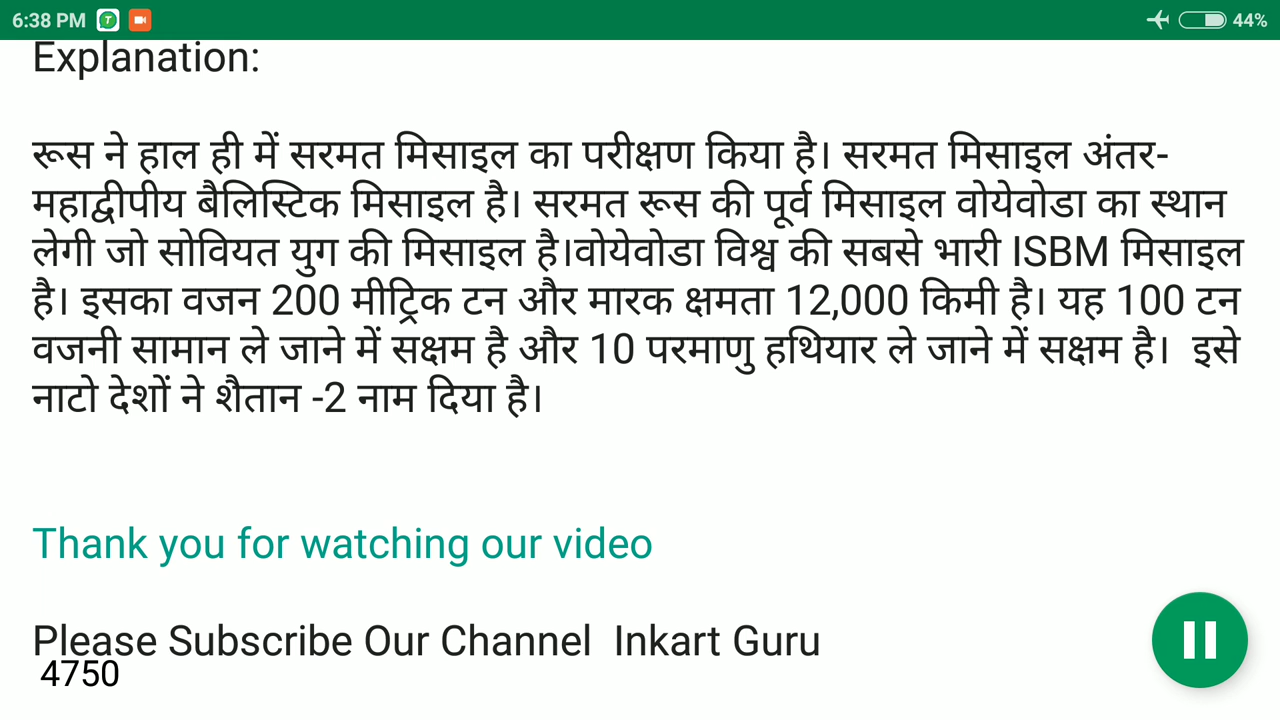 6:38 PM 44%
Explanation:
रूस ने हाल ही में सरमत मिसाइल का परीक्षण किया है। सरमत मिसाइल अंतर-
महाद्वीपीय बैलिस्टिक मिसाइल है। सरमत रूस की पूर्व मिसाइल वोयेवोडा का स्थान
लेगी जो सोवियत युग की मिसाइल है।वोयेवोडा विश्व की सबसे भारी ISBM मिसाइल
है। इसका वजन 200 मीट्रिक टन और मारक क्षमता 12,000 किमी है। यह 100 टन
वजनी सामान ले जाने में सक्षम है और 10 परमाणु हथियार ले जाने में सक्षम है।  इसे
नाटो देशों ने शैतान -2 नाम दिया है।
Thank you for watching our video
Please Subscribe Our Channel  Inkart Guru
4750